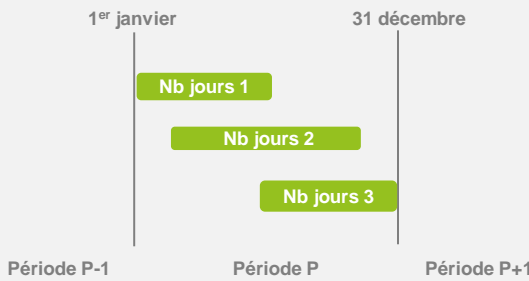 1er janvier
31 décembre
Nb jours 1
Nb jours 2
Nb jours 3
Période P-1
Période P
Période P+1